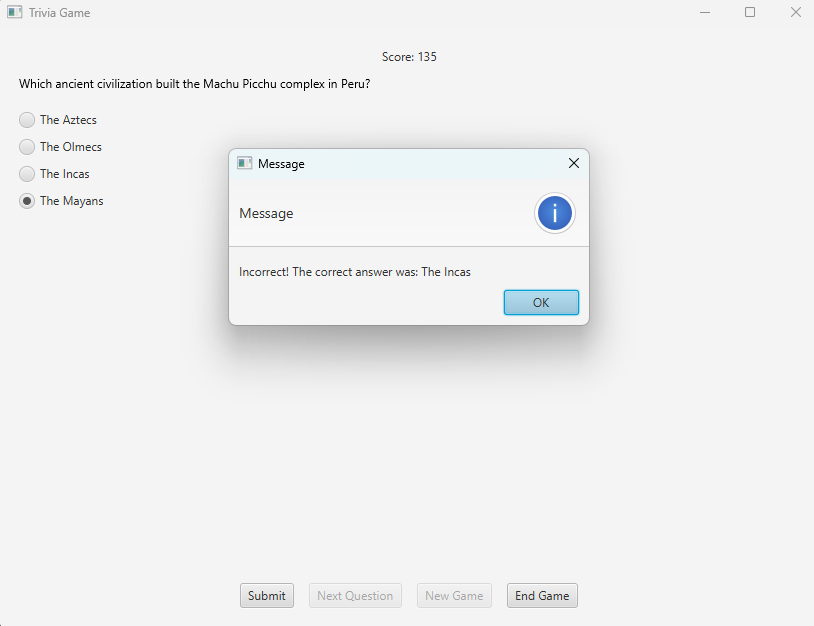 Trivia Game
Score: 135
Which ancient civilization built the Machu Picchu complex in Peru?
The Aztecs
The Olmecs
The Incas
The Mayans
Message
Message
i
Incorrect! The correct answer was: The Incas
OK
Submit
Next Question
New Game
End Game